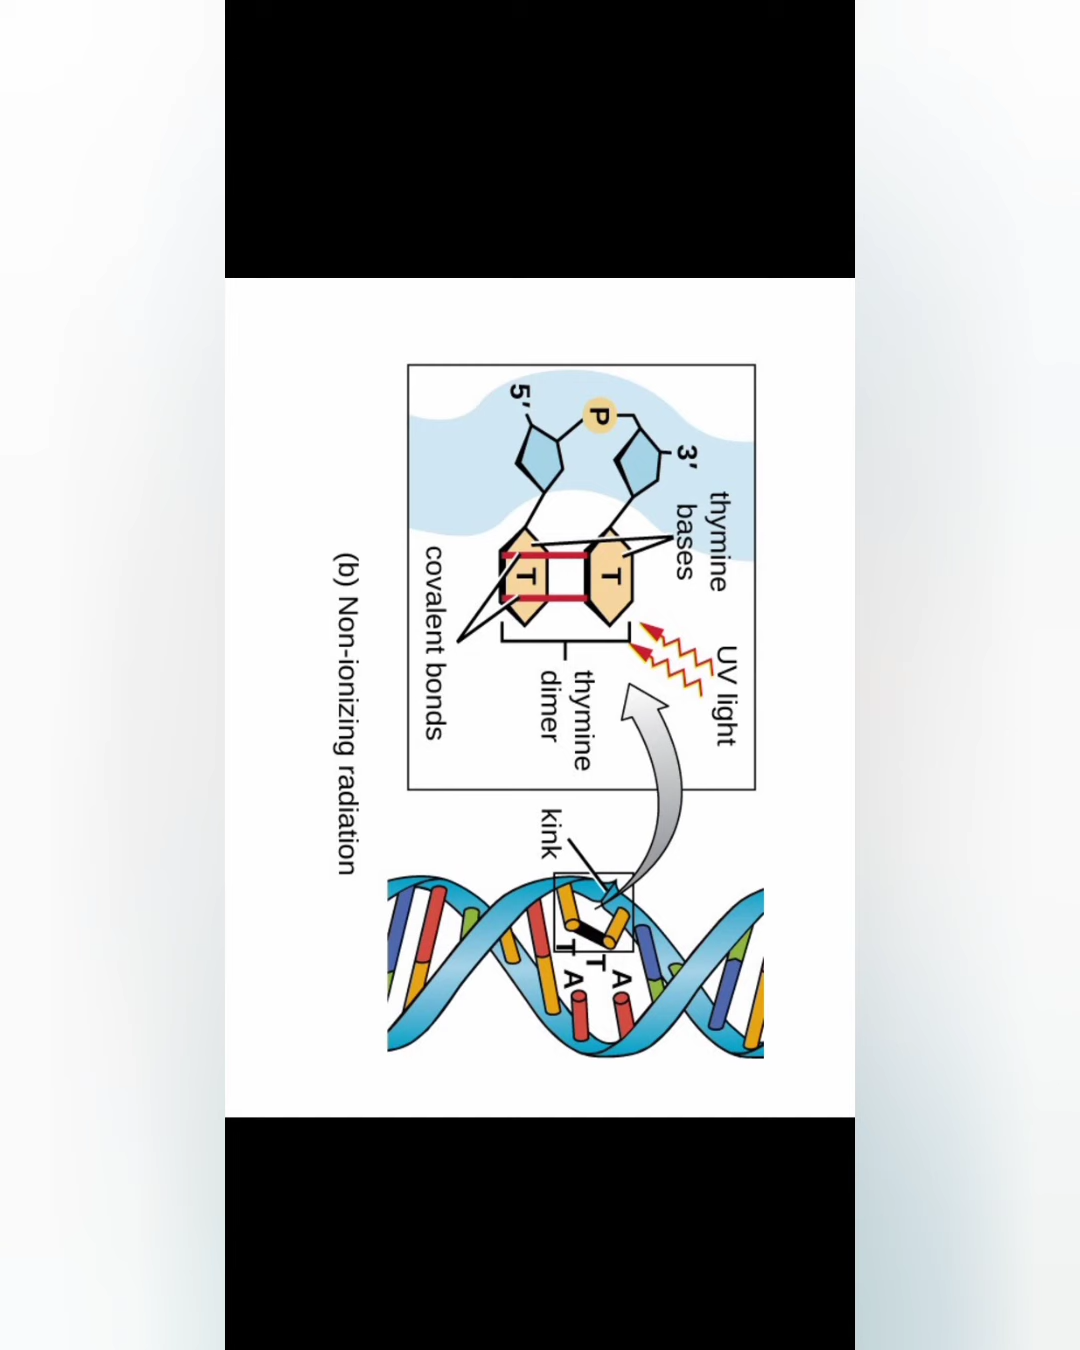 UV light
thymine
bases
3'
P
5'
T
T
thymine
dimer
covalent bonds
kink
A
T
A
T
(b) Non-ionizing radiation